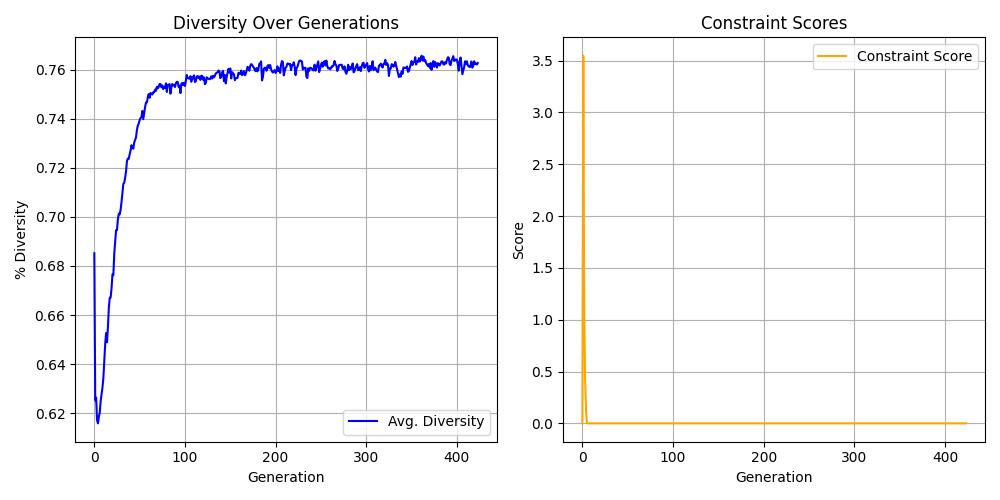 Diversity Over Generations
0.76
0.74
0.72
0.70
0.68
0.66
0.64
0.62
% Diversity
Avg. Diversity
0 100 200 300 400
Generation
Constraint Scores
3.5
3.0
2.5
2.0
1.5
1.0
0.5
0.0
Score
Constraint Score
0 100 200 300 400
Generation